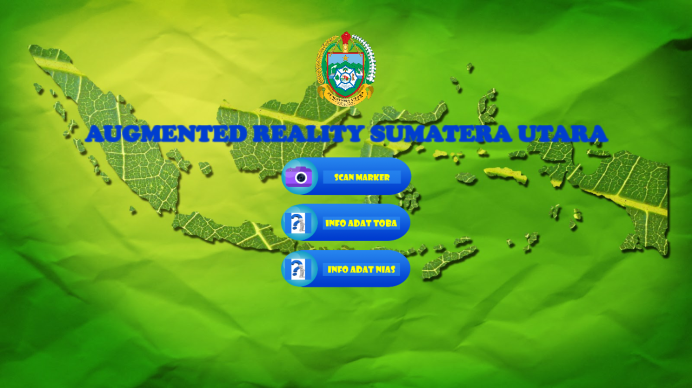 AUGMENTED REALITY SUMATERA UTARA
SCAN MARKER
INFO ADAT TOBA
INFO ADAT NIAS